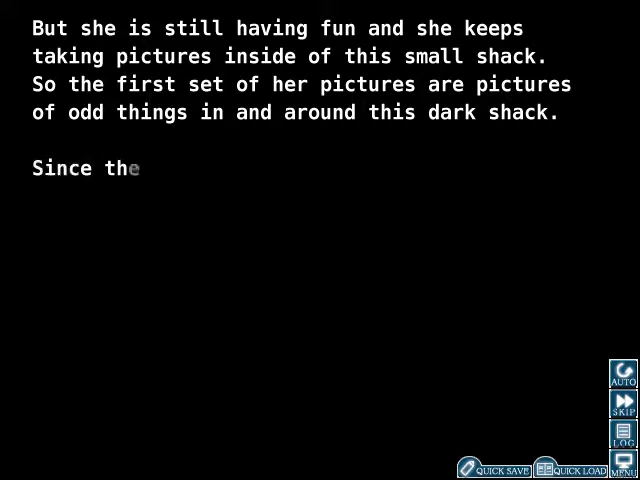 But she is still having fun and she keeps
taking pictures inside of this small shack.
So the first set of her pictures are pictures
of odd things in and around this dark shack.
Since the
AUTO
SKIP
LOG
MENU
QUICK SAVE
QUICK LOAD